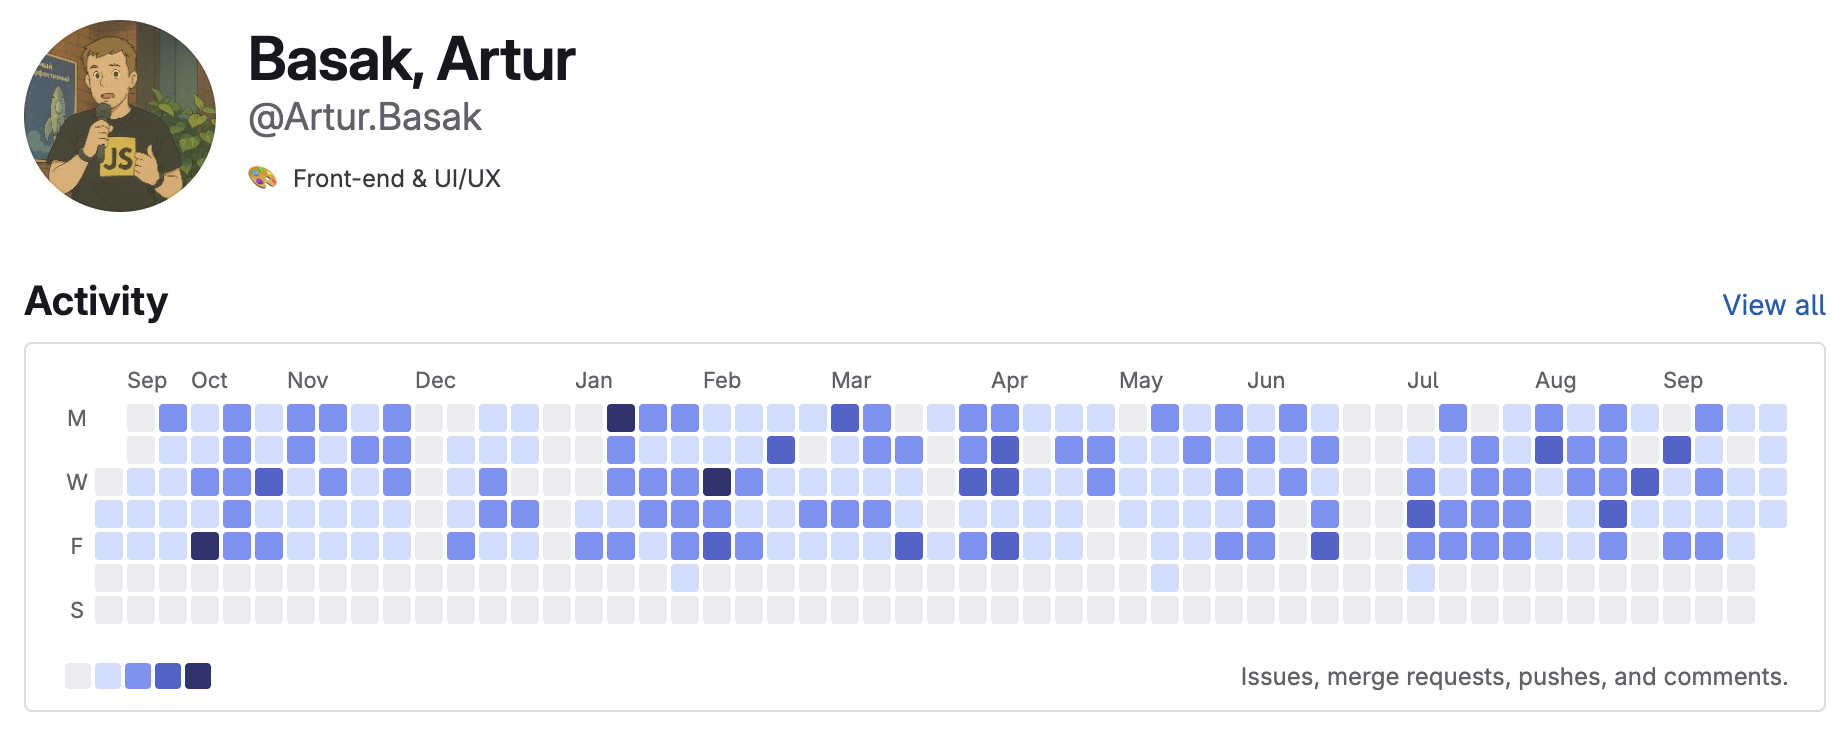 Basak, Artur
@Artur.Basak
JS
Front-end & UI/UX
Activity
View all
Sep Oct Nov Dec Jan Feb Mar Apr May Jun Jul Aug Sep
M
W
F
S
Issues, merge requests, pushes, and comments.